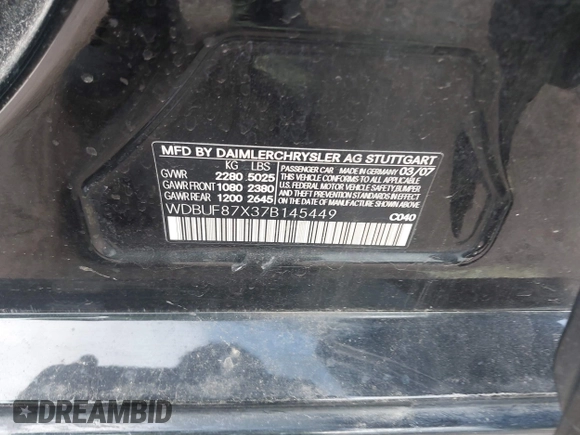 MFD BY DAIMLERCHRYSLER AG STUTTGART
KG LBS
GVWR 2280 5025
GAWR FRONT 1080 2380
GAWR REAR 1200 2645
PASSENGER CAR MADE IN GERMANY 03/07
THIS VEHICLE CONFORMS TO ALL APPLICABLE
U.S. FEDERAL MOTOR VEHICLE SAFETY, BUMPER
AND THEFT PREVENTION STANDARDS IN EFFECT
ON THE DATE OF MANUFACTURE SHOWN ABOVE
WDBUF87X37B145449
C040
DREAMBID